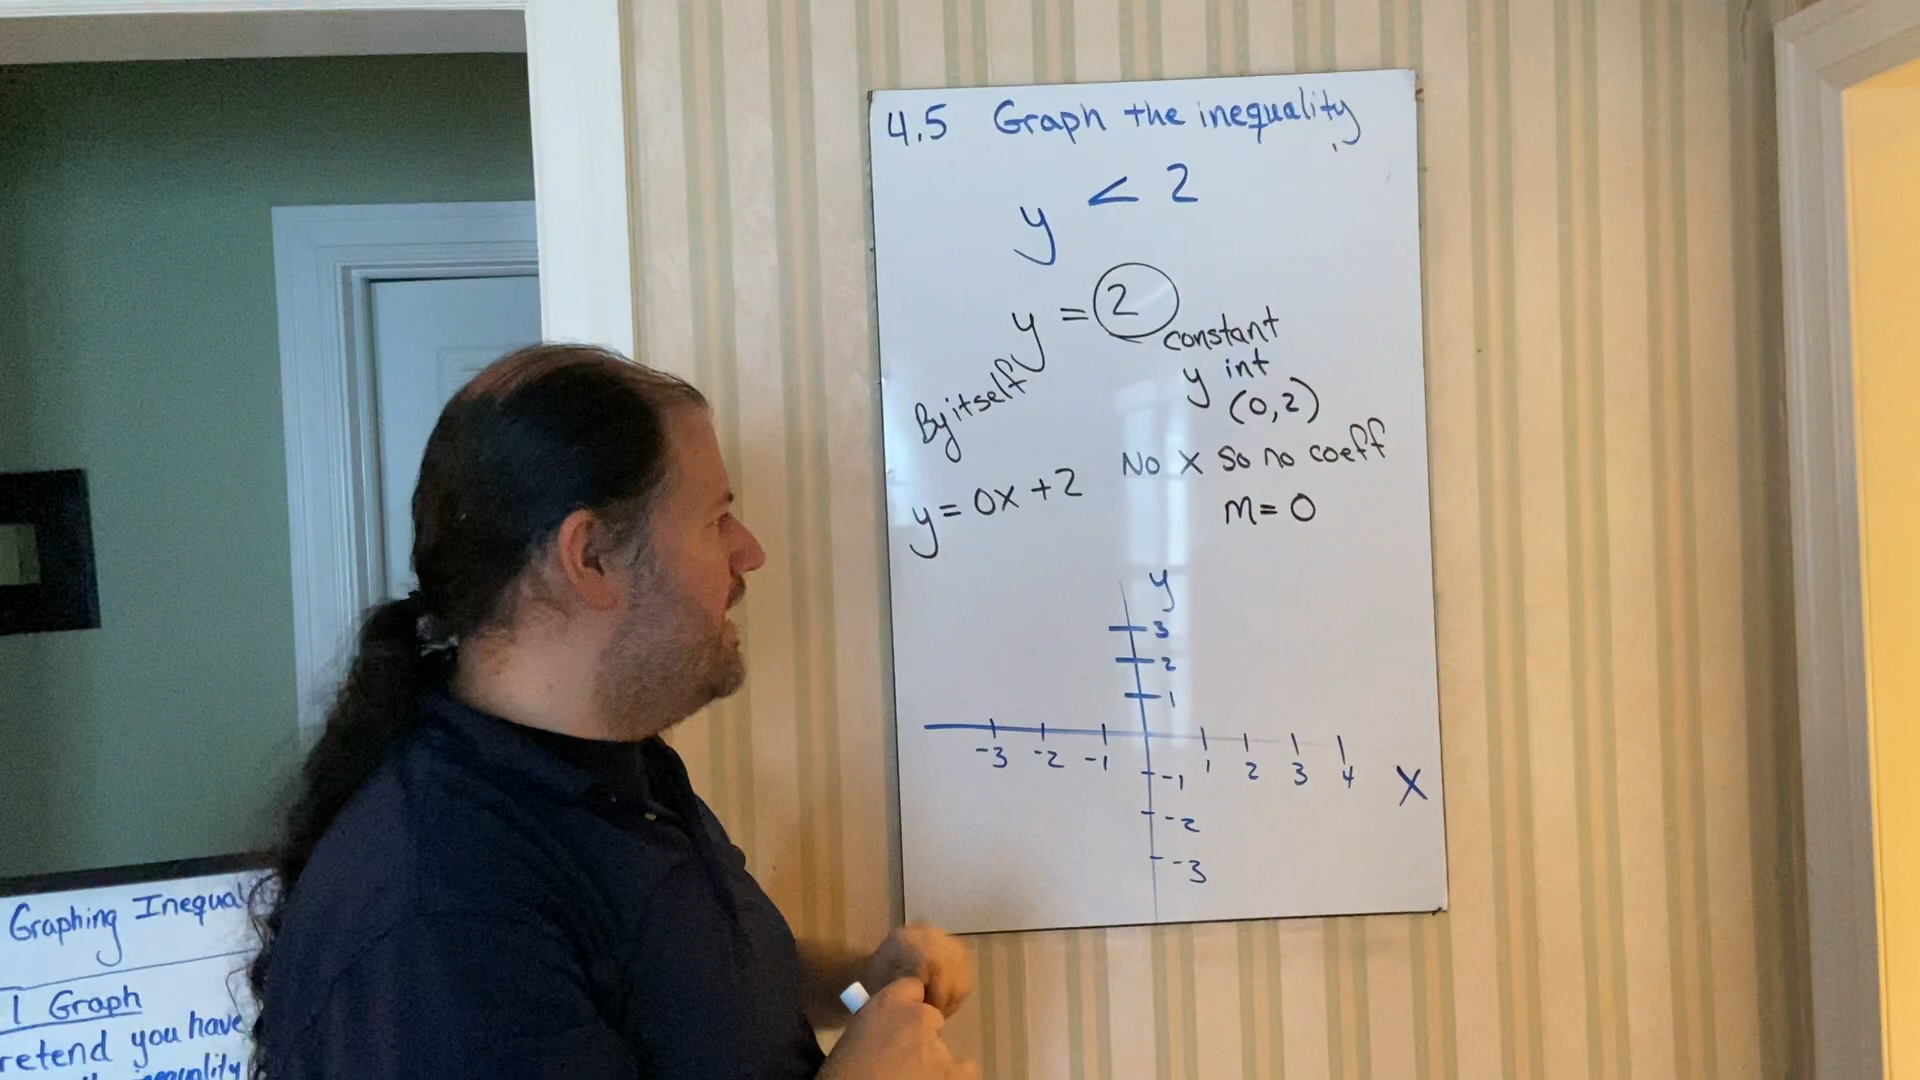 4.5 Graph the inequality
y < 2
y = 2
constant
y int
(0,2)
By itself
No x so no coeff
y = 0x + 2
m = 0
y
3
2
1
-3 -2 -1 1 2 3 4 X
-1
-2
-3
Graphing
1 Graph
you have